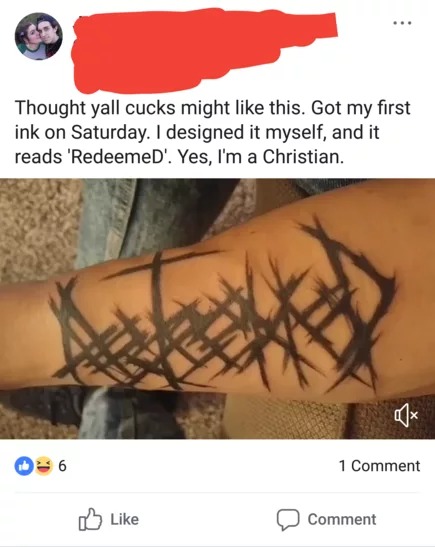 Thought yall cucks might like this. Got my first
ink on Saturday. I designed it myself, and it
reads 'RedeemeD'. Yes, I'm a Christian.
6
1 Comment
Like
Comment